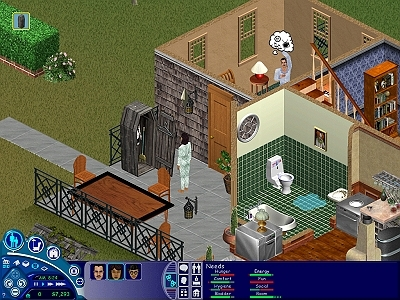 Needs
Hunger
Energy
Comfort
Fun
Hygiene
Social
Bladder
Room